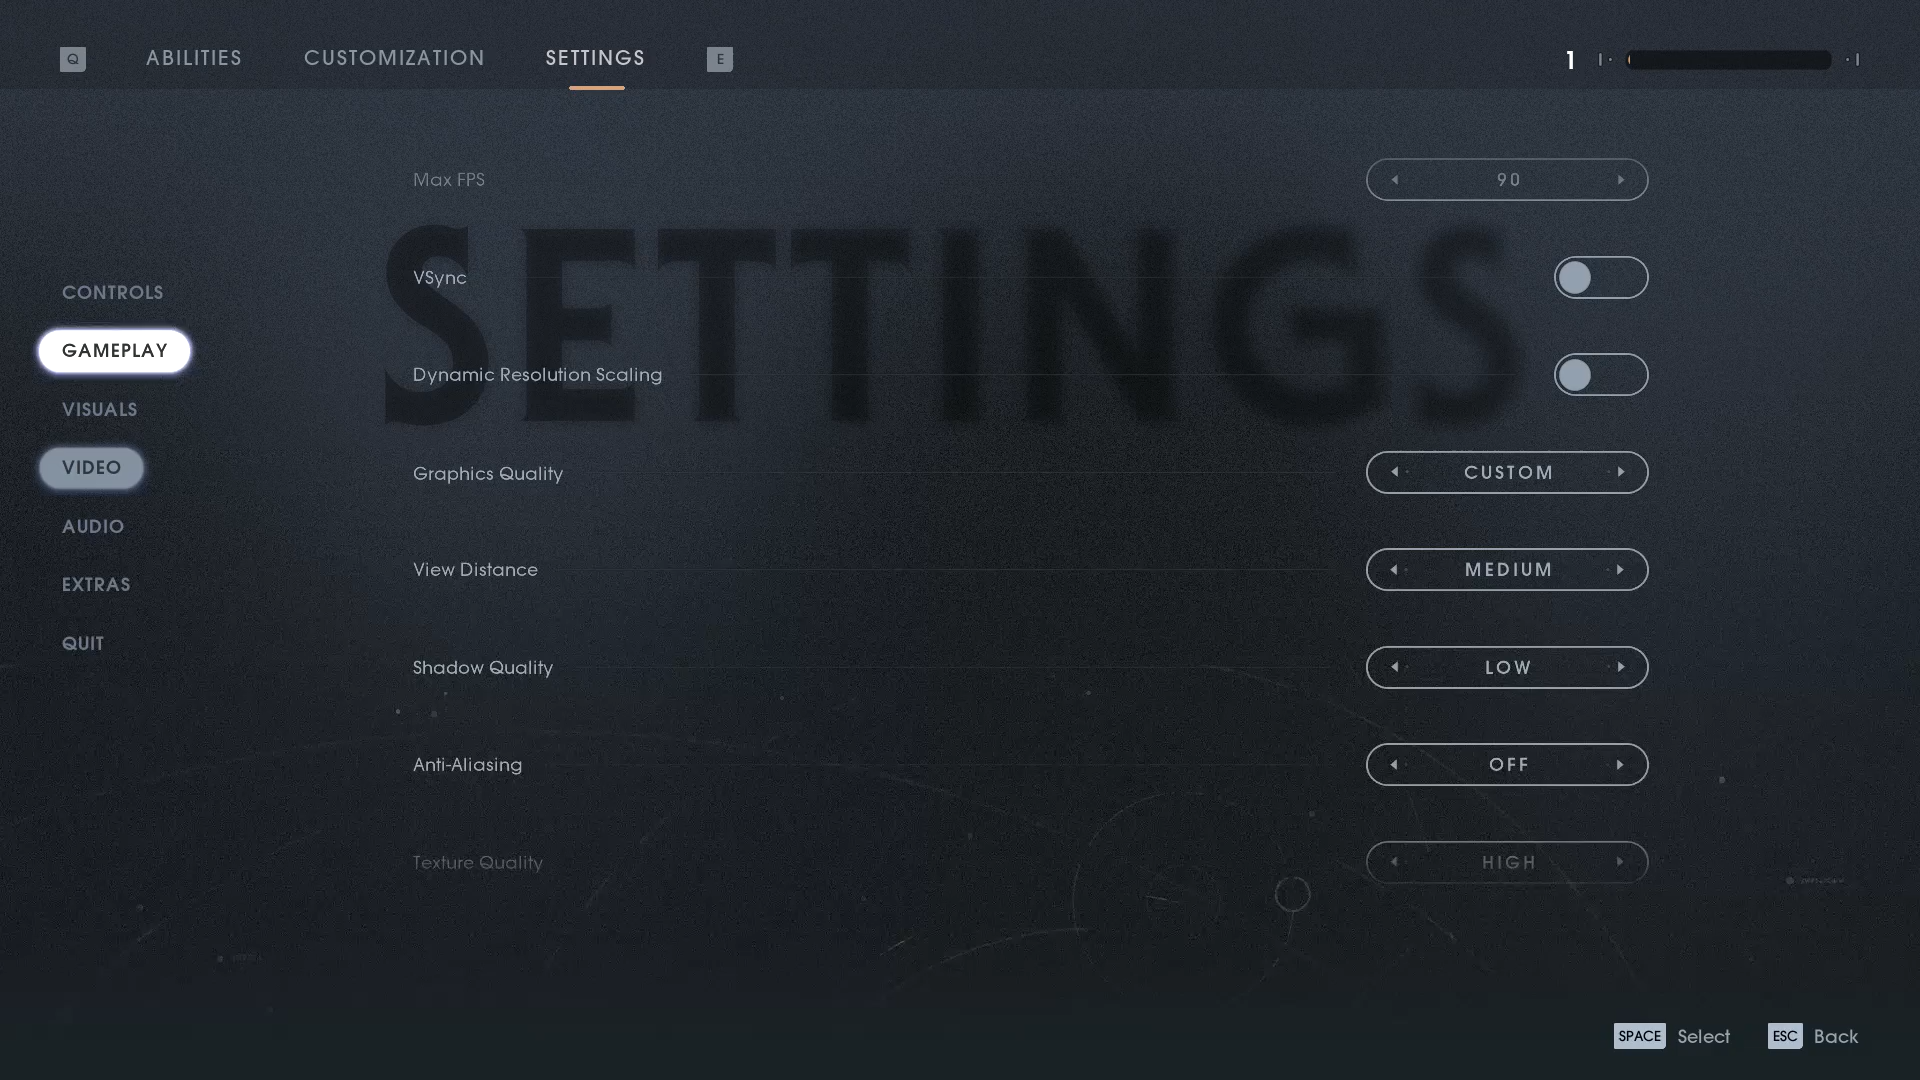 Q ABILITIES CUSTOMIZATION SETTINGS E 1
SETTINGS
Max FPS 90
VSync
Dynamic Resolution Scaling
Graphics Quality CUSTOM
View Distance MEDIUM
Shadow Quality LOW
Anti-Aliasing OFF
Texture Quality HIGH
CONTROLS
GAMEPLAY
VISUALS
VIDEO
AUDIO
EXTRAS
QUIT
SPACE Select ESC Back